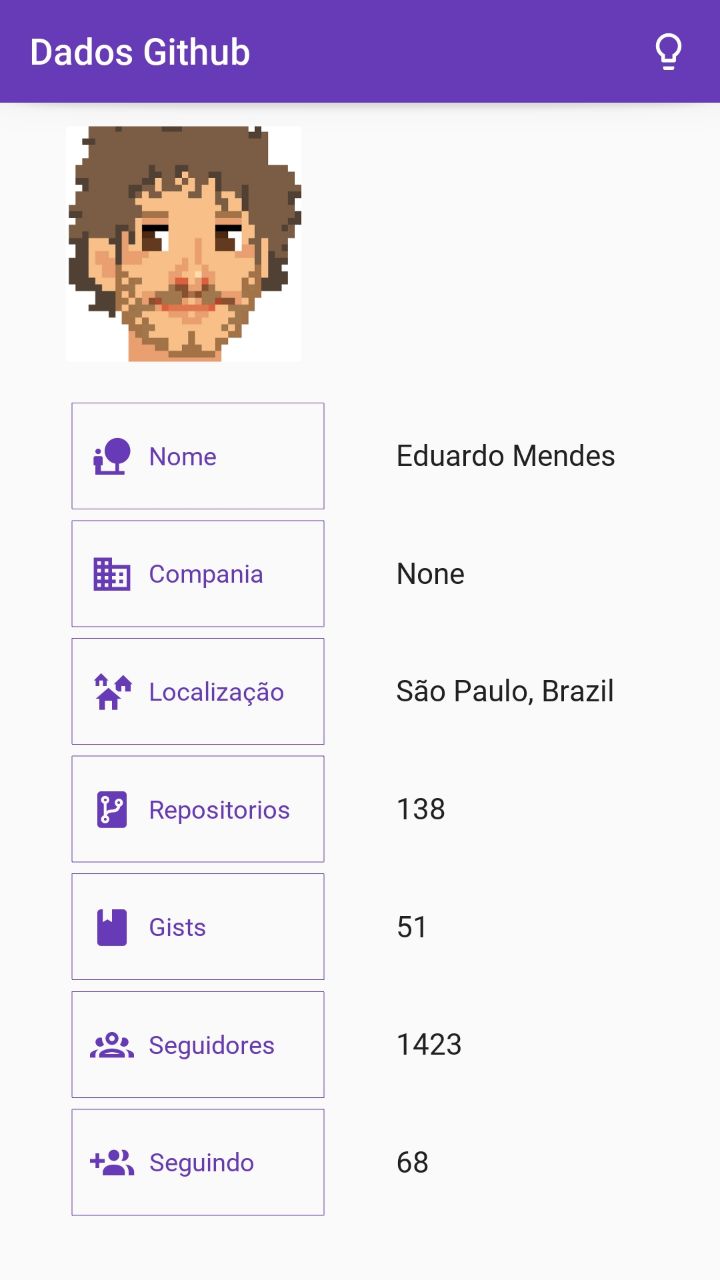 Dados Github
Nome Eduardo Mendes
Compania None
Localização São Paulo, Brazil
Repositorios 138
Gists 51
Seguidores 1423
Seguindo 68